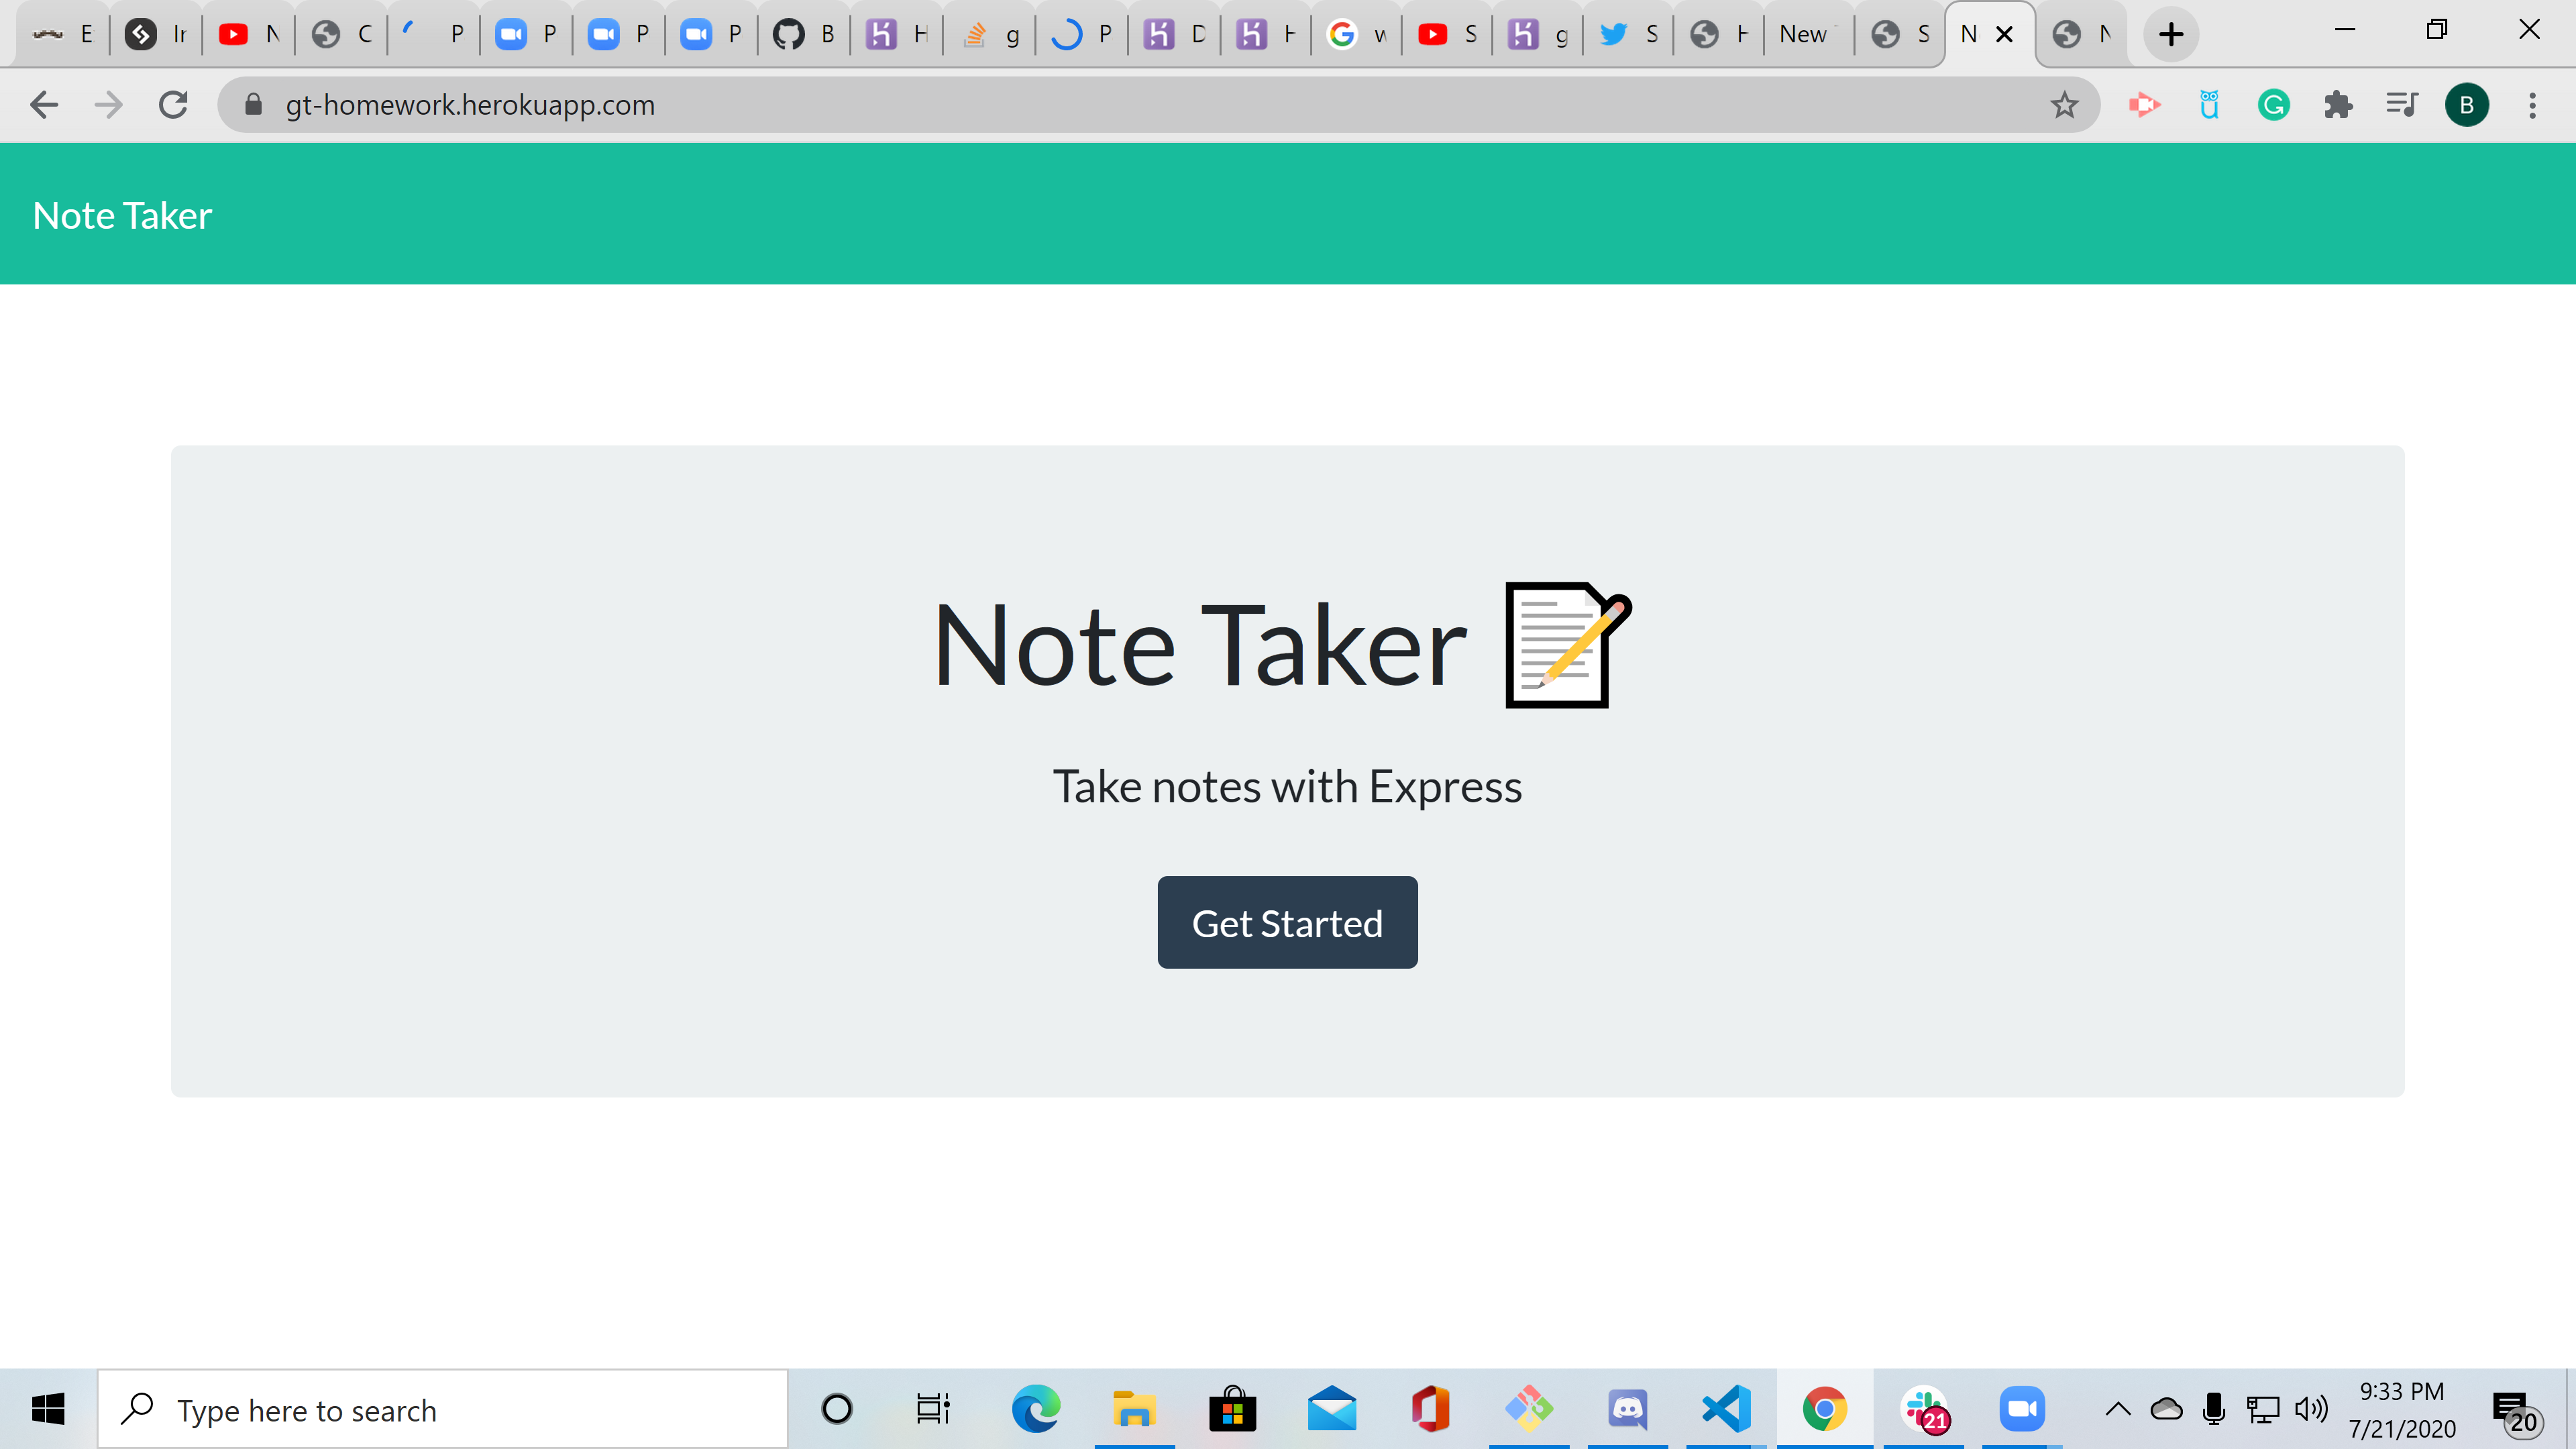 E
P
P
P
P
B
g
P
D
S
g
S
New
S
N
gt-homework.herokuapp.com
B
Note Taker
Note Taker
Take notes with Express
Get Started
Type here to search
21
9:33 PM
7/21/2020
20